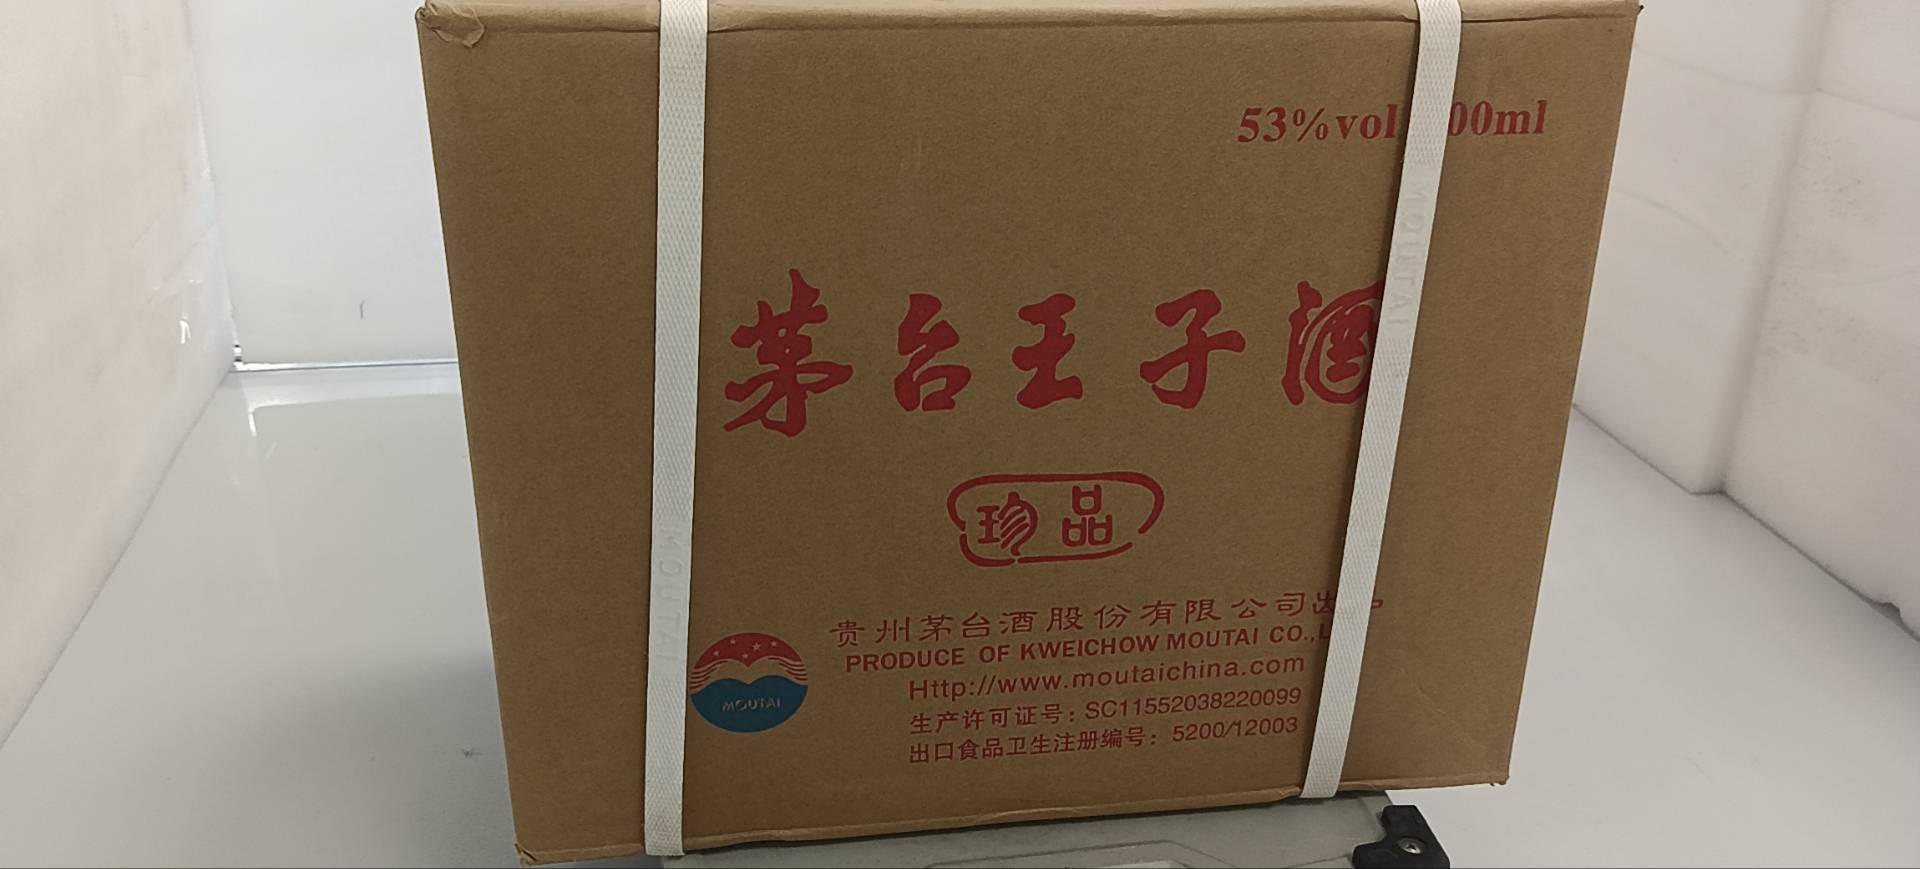 53%vol 00ml
MOUTAI
茅台王子酒
珍品
MOUTAI
贵州茅台酒股份有限公司出
PRODUCE OF KWEICHOW MOUTAI CO.,L
Http://www.moutaichina.com
MOUTAI
生产许可证号：SC11552038220099
出口食品卫生注册编号：5200/12003